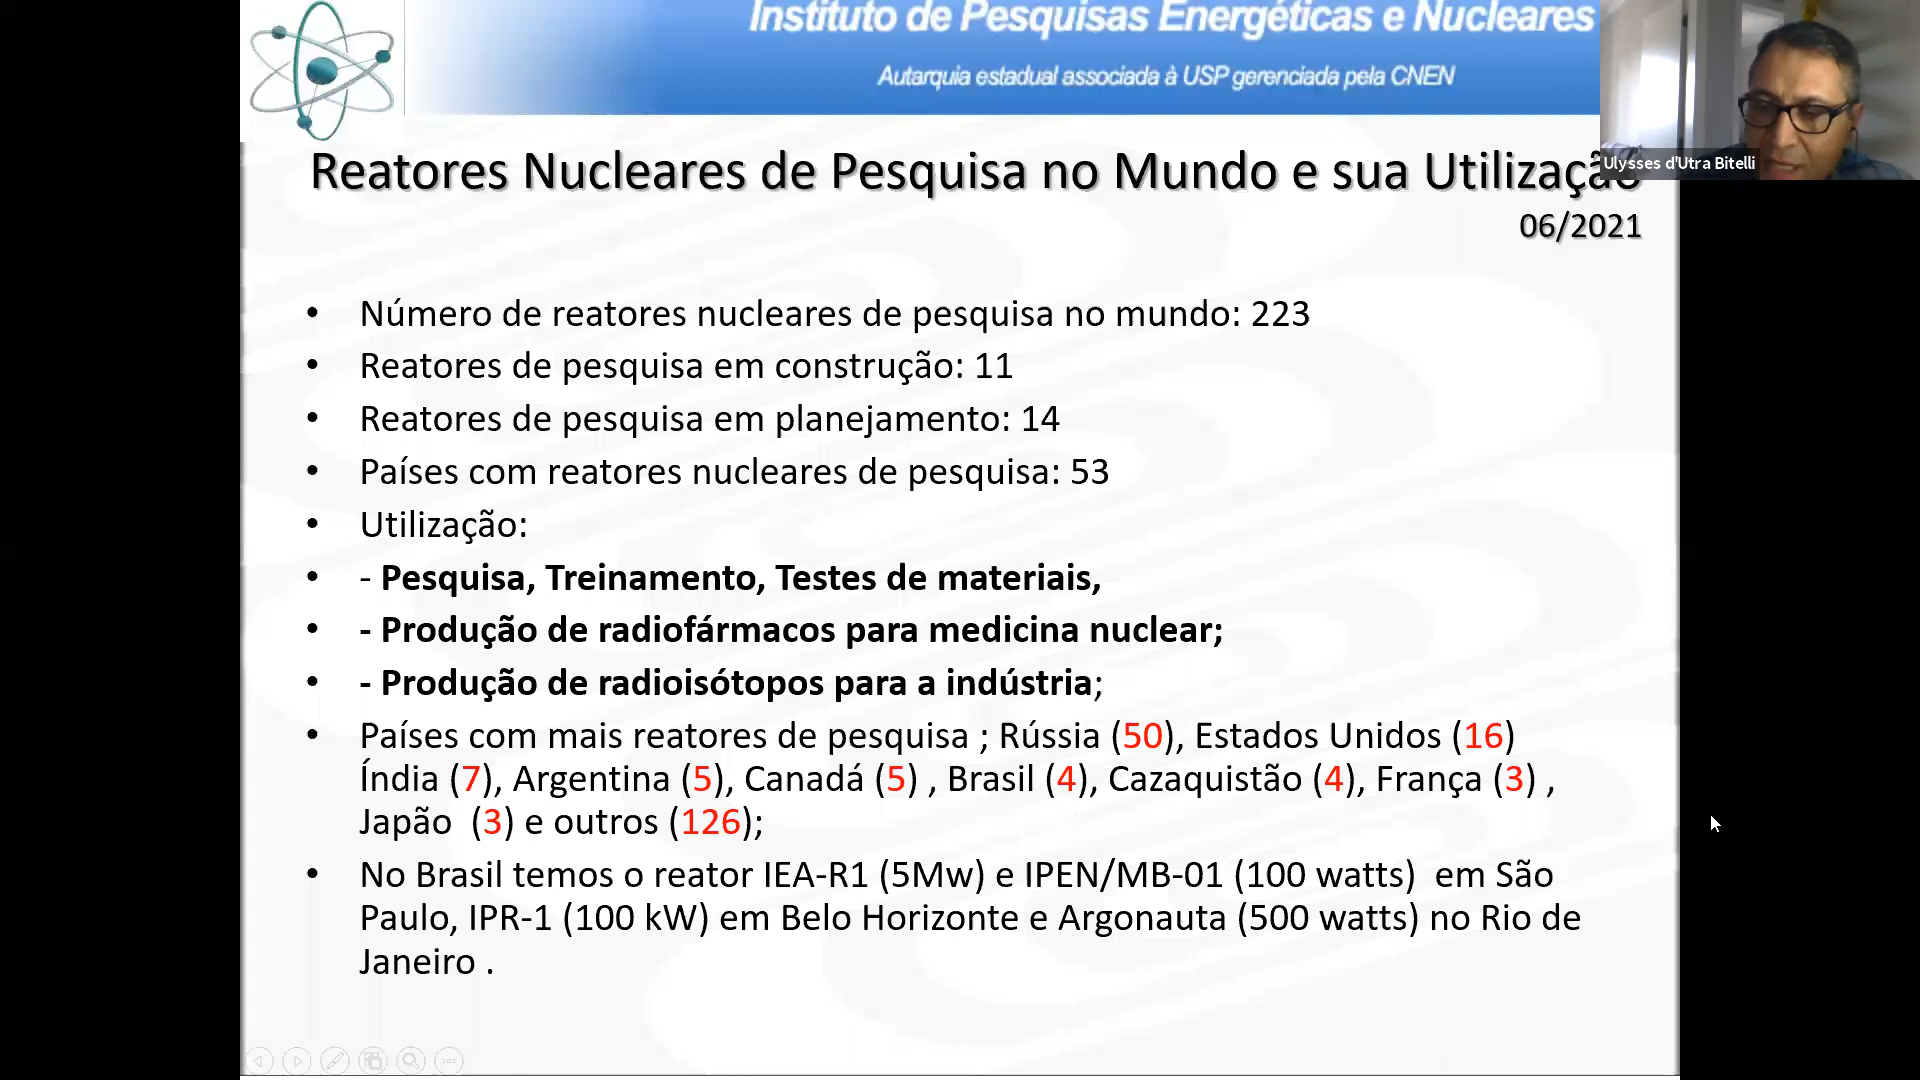 Instituto de Pesquisas Energéticas e Nucleares
Autarquia estadual associada à USP gerenciada pela CNEN
Ulysses d'Utra Bitelli
Reatores Nucleares de Pesquisa no Mundo e sua Utilização
06/2021
• Número de reatores nucleares de pesquisa no mundo: 223
• Reatores de pesquisa em construção: 11
• Reatores de pesquisa em planejamento: 14
• Países com reatores nucleares de pesquisa: 53
• Utilização:
• - Pesquisa, Treinamento, Testes de materiais,
• - Produção de radiofármacos para medicina nuclear;
• - Produção de radioisótopos para a indústria;
• Países com mais reatores de pesquisa ; Rússia (50), Estados Unidos (16)
Índia (7), Argentina (5), Canadá (5) , Brasil (4), Cazaquistão (4), França (3) ,
Japão (3) e outros (126);
• No Brasil temos o reator IEA-R1 (5Mw) e IPEN/MB-01 (100 watts) em São
Paulo, IPR-1 (100 kW) em Belo Horizonte e Argonauta (500 watts) no Rio de
Janeiro .